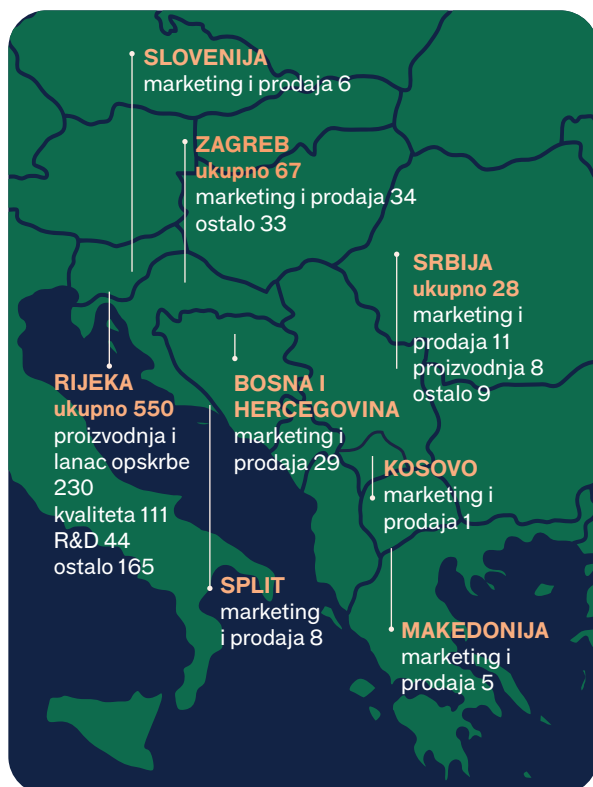 SLOVENIJA
marketing i prodaja 6
ZAGREB
ukupno 67
marketing i prodaja 34
ostalo 33
SRBIJA
ukupno 28
marketing i
prodaja 11
proizvodnja 8
ostalo 9
RIJEKA
ukupno 550
proizvodnja i
lanac opskrbe
230
kvaliteta 111
R&D 44
ostalo 165
BOSNA I
HERCEGOVINA
marketing i
prodaja 29
KOSOVO
marketing i
prodaja 1
SPLIT
marketing
i prodaja 8
MAKEDONIJA
marketing i
prodaja 5